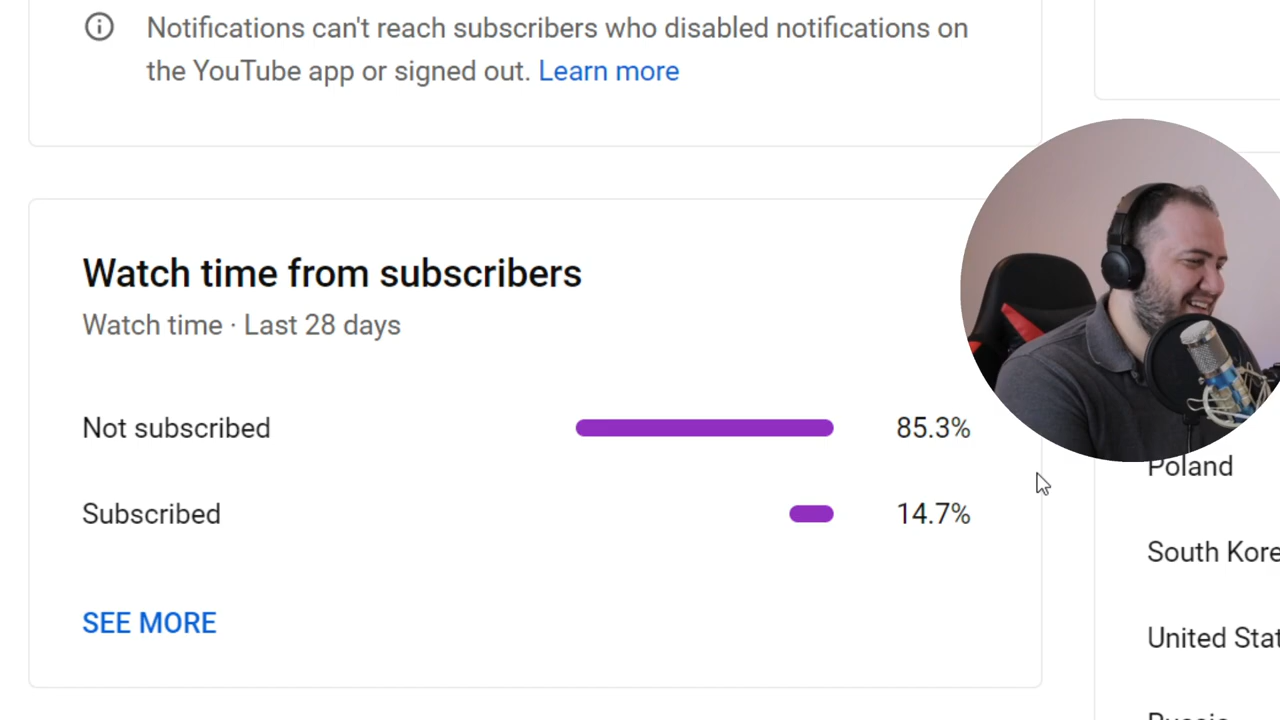 Notifications can't reach subscribers who disabled notifications on
the YouTube app or signed out. Learn more
Watch time from subscribers
Watch time · Last 28 days
Not subscribed 85.3%
Subscribed 14.7%
SEE MORE
Poland
South Kore
United Stat